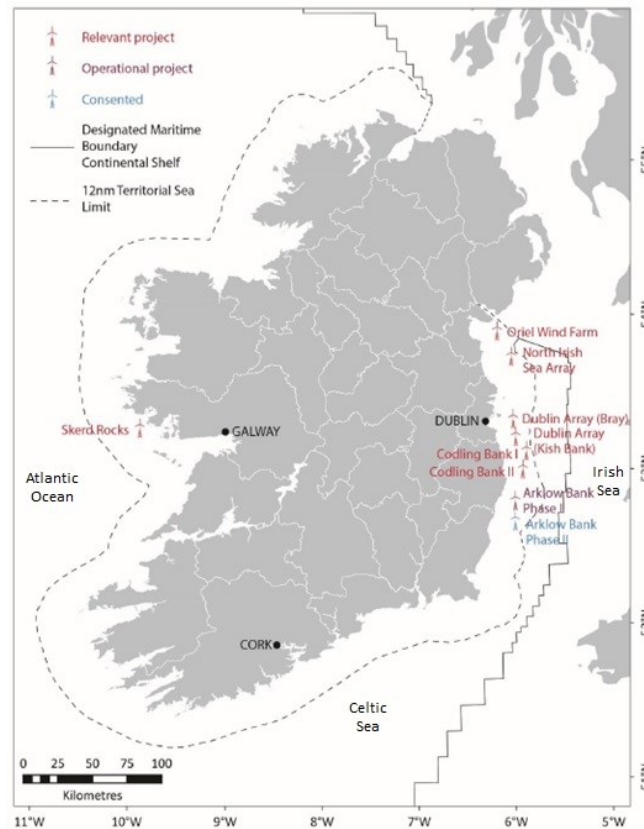 Relevant project
Operational project
Consented
Designated Maritime
Boundary
Continental Shelf
12nm Territorial Sea
Limit
55°N
54°N
Oriel Wind Farm
North Irish
Sea Array
Skerd Rocks
GALWAY
DUBLIN
Dublin Array (Bray)
Dublin Array
(Kish Bank)
Codling Bank I
Codling Bank II
Irish
Sea
Atlantic
Ocean
Arklow Bank
Phase I
Arklow Bank
Phase II
CORK
Celtic
Sea
0 25 50 75 100
Kilometres
11°W 10°W 9°W 8°W 7°W 6°W 5°W